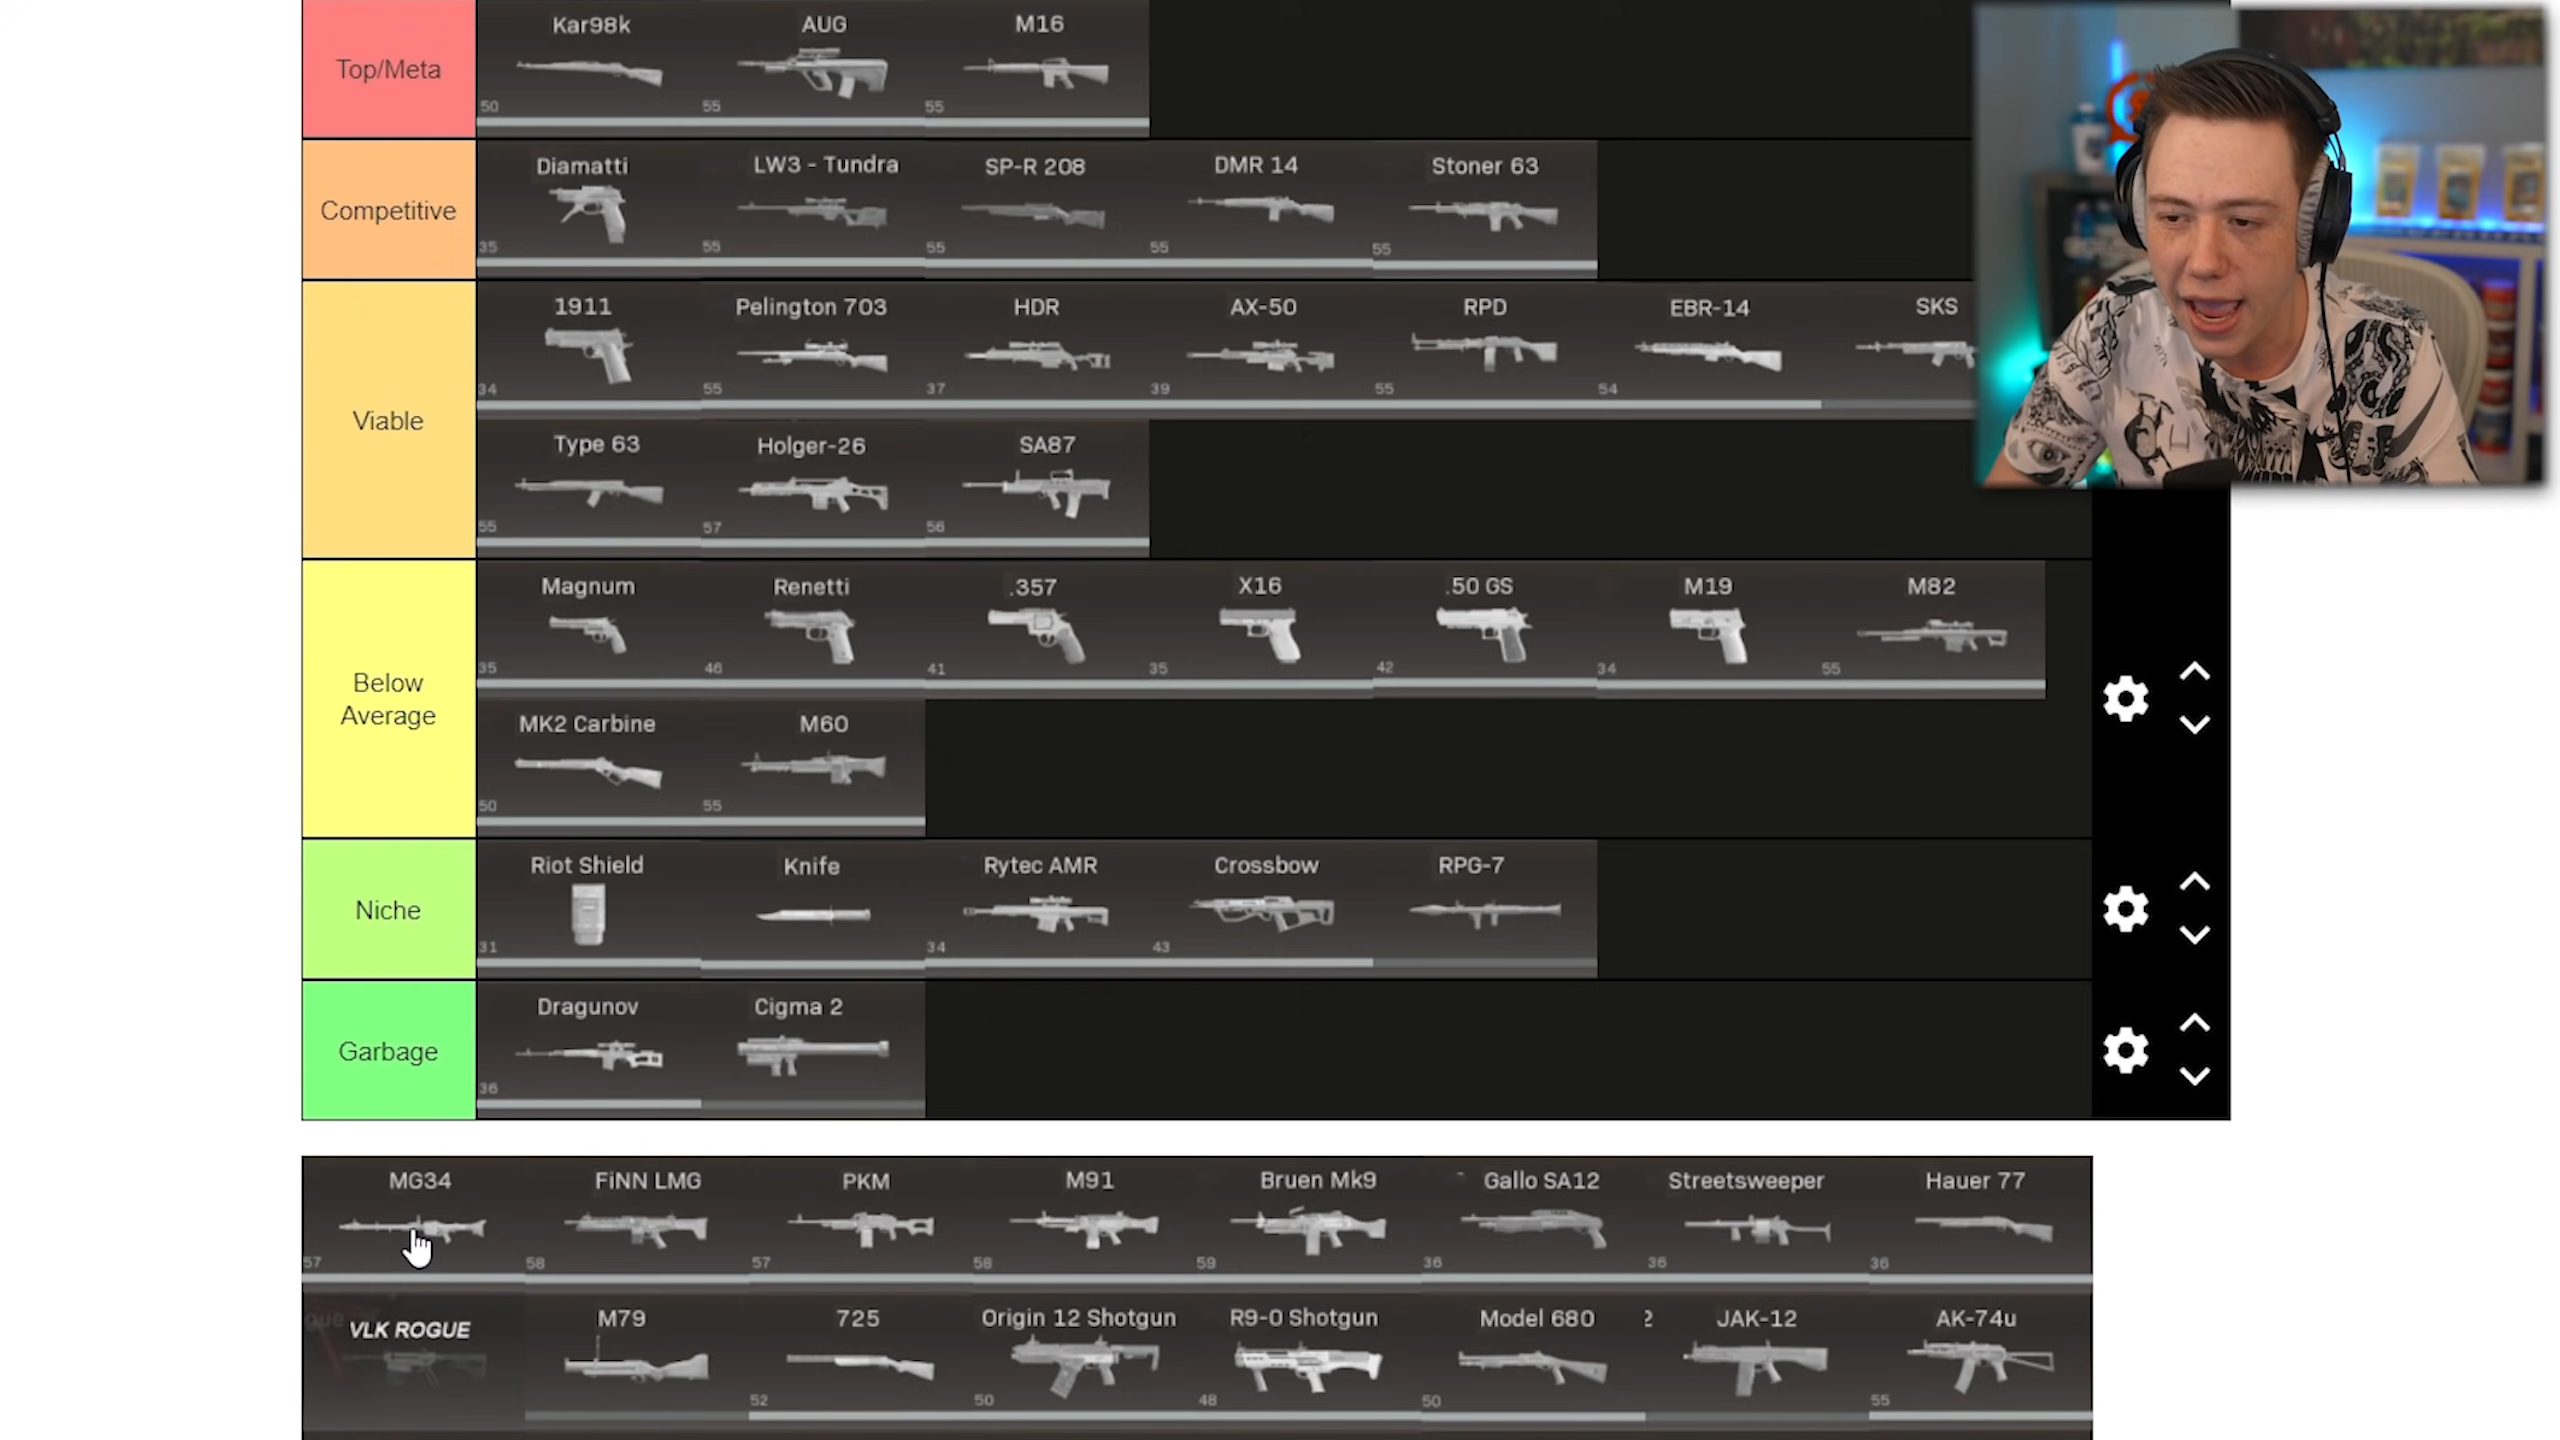 Top/Meta
Kar98k AUG M16
50 55 55
Competitive
Diamatti LW3 - Tundra SP-R 208 DMR 14 Stoner 63
35 55 55 55 55
Viable
1911 Pelington 703 HDR AX-50 RPD EBR-14 SKS
34 55 37 39 55 54
Type 63 Holger-26 SA87
55 57 56
Below
Average
Magnum Renetti .357 X16 .50 GS M19 M82
35 46 41 35 42 34 55
MK2 Carbine M60
50 55
Niche
Riot Shield Knife Rytec AMR Crossbow RPG-7
31 34 43
Garbage
Dragunov Cigma 2
36
MG34 FiNN LMG PKM M91 Bruen Mk9 Gallo SA12 Streetsweeper Hauer 77
57 58 57 58 59 36 36 36
VLK ROGUE M79 725 Origin 12 Shotgun R9-0 Shotgun Model 680 2 JAK-12 AK-74u
52 50 48 50 55